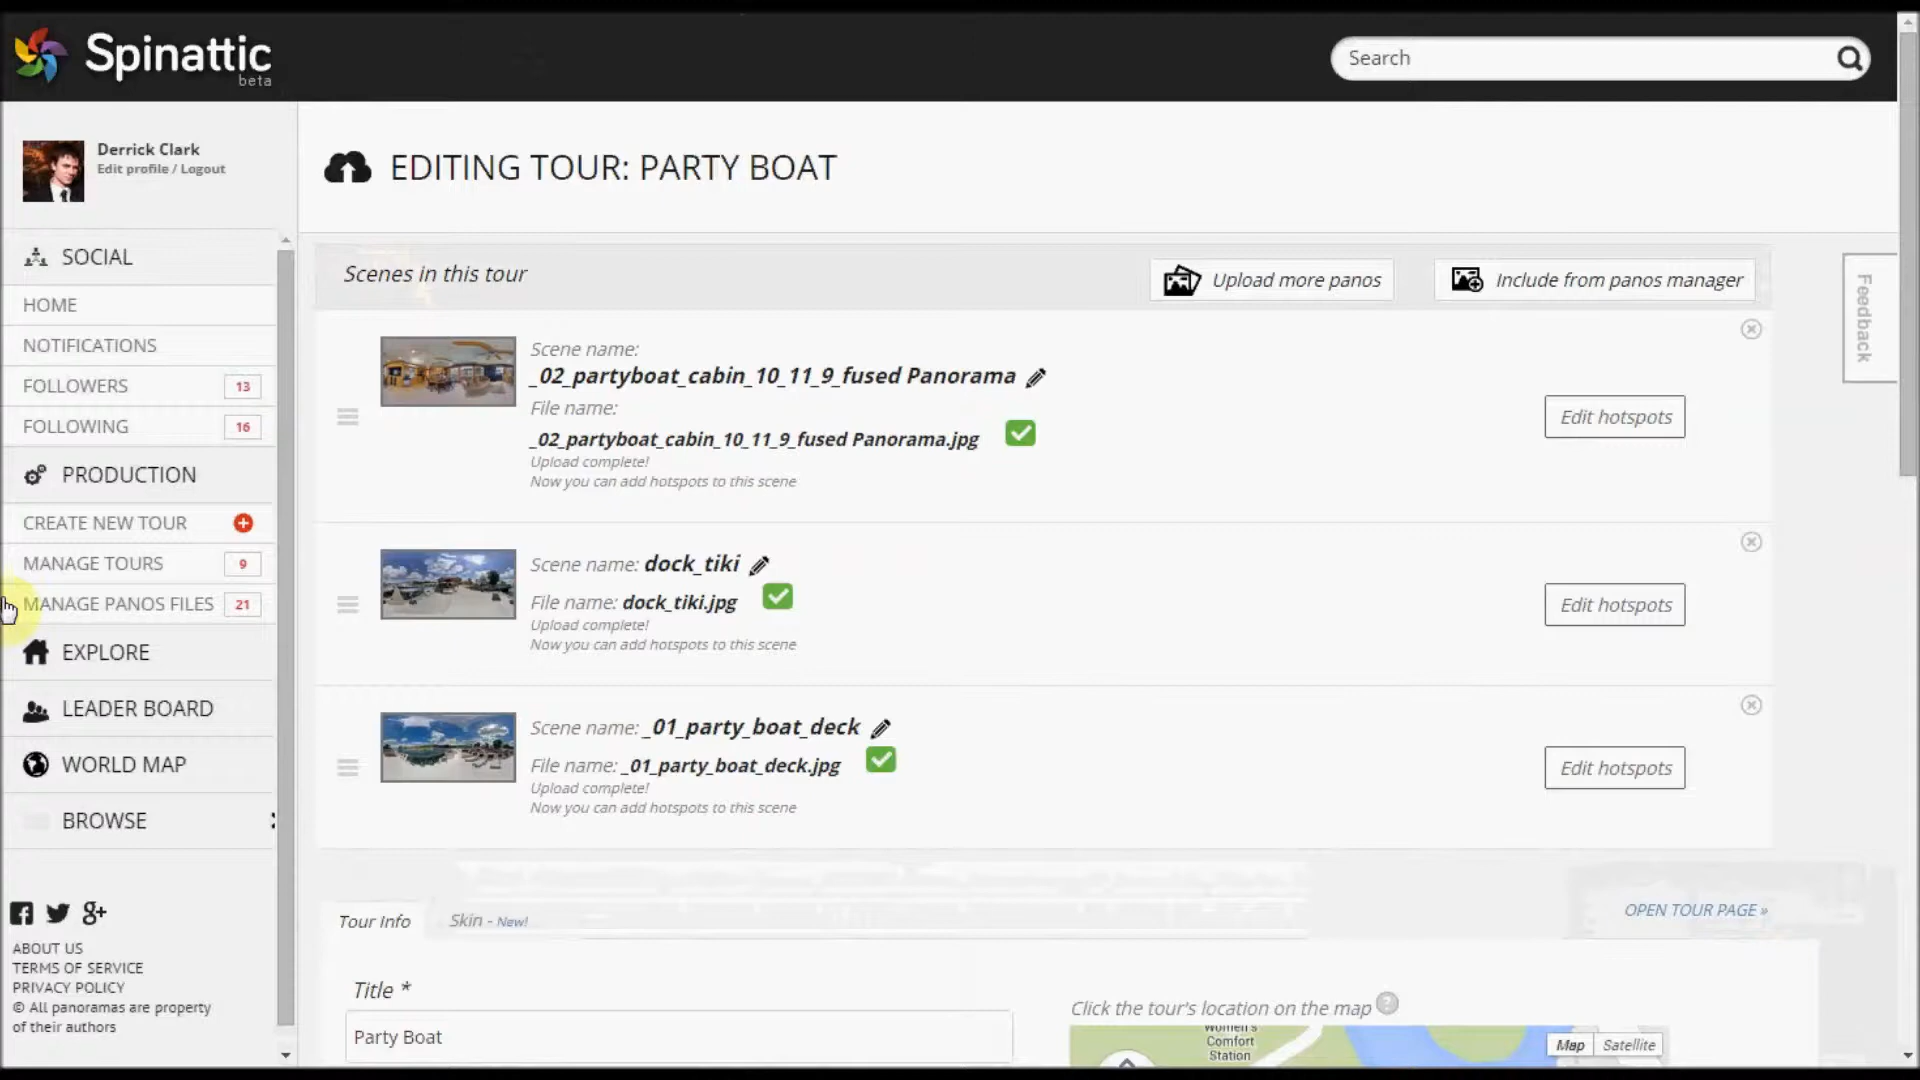 Spinattic
beta
Search
Derrick Clark
Edit profile / Logout
SOCIAL
HOME
NOTIFICATIONS
FOLLOWERS 13
FOLLOWING 16
PRODUCTION
CREATE NEW TOUR
MANAGE TOURS 9
MANAGE PANOS FILES 21
EXPLORE
LEADER BOARD
WORLD MAP
BROWSE
ABOUT US
TERMS OF SERVICE
PRIVACY POLICY
© All panoramas are property
of their authors
EDITING TOUR: PARTY BOAT
Scenes in this tour
Upload more panos
Include from panos manager
Feedback
Scene name:
_02_partyboat_cabin_10_11_9_fused Panorama
File name:
_02_partyboat_cabin_10_11_9_fused Panorama.jpg
Upload complete!
Now you can add hotspots to this scene
Edit hotspots
Scene name: dock_tiki
File name: dock_tiki.jpg
Upload complete!
Now you can add hotspots to this scene
Edit hotspots
Scene name: _01_party_boat_deck
File name: _01_party_boat_deck.jpg
Upload complete!
Now you can add hotspots to this scene
Edit hotspots
Tour Info
Skin - New!
OPEN TOUR PAGE »
Title *
Party Boat
Click the tour's location on the map ?
Women's
Comfort
Station
Map
Satellite